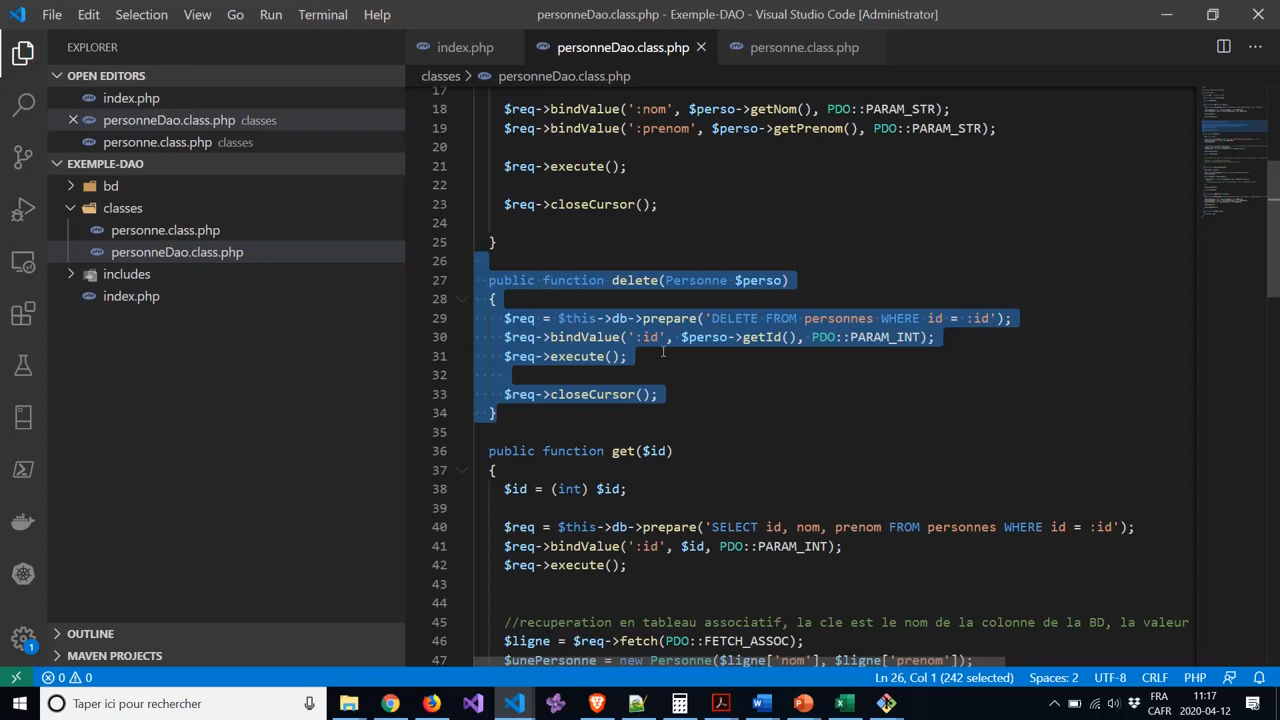 File Edit Selection View Go Run Terminal Help
personneDao.class.php - Exemple-DAO - Visual Studio Code [Administrator]
EXPLORER
OPEN EDITORS
index.php
personneDao.class.php classes
personne.class.php classes
EXEMPLE-DAO
bd
classes
personne.class.php
personneDao.class.php
includes
index.php
OUTLINE
MAVEN PROJECTS
1
index.php
personneDao.class.php
personne.class.php
classes > personneDao.class.php
17
18 $req->bindValue(':nom', $perso->getNom(), PDO::PARAM_STR);
19 $req->bindValue(':prenom', $perso->getPrenom(), PDO::PARAM_STR);
20
21 $req->execute();
22
23 $req->closeCursor();
24
25 }
26
27 public function delete(Personne $perso)
28 {
29 $req = $this->db->prepare('DELETE FROM personnes WHERE id = :id');
30 $req->bindValue(':id', $perso->getId(), PDO::PARAM_INT);
31 $req->execute();
32
33 $req->closeCursor();
34 }
35
36 public function get($id)
37 {
38 $id = (int) $id;
39
40 $req = $this->db->prepare('SELECT id, nom, prenom FROM personnes WHERE id = :id');
41 $req->bindValue(':id', $id, PDO::PARAM_INT);
42 $req->execute();
43
44
45 //recuperation en tableau associatif, la cle est le nom de la colonne de la BD, la valeur
46 $ligne = $req->fetch(PDO::FETCH_ASSOC);
47 $unePersonne = new Personne($ligne['nom'], $ligne['prenom']);
0 0
Ln 26, Col 1 (242 selected) Spaces: 2 UTF-8 CRLF PHP
Taper ici pour rechercher
FRA
CAFR
11:17
2020-04-12